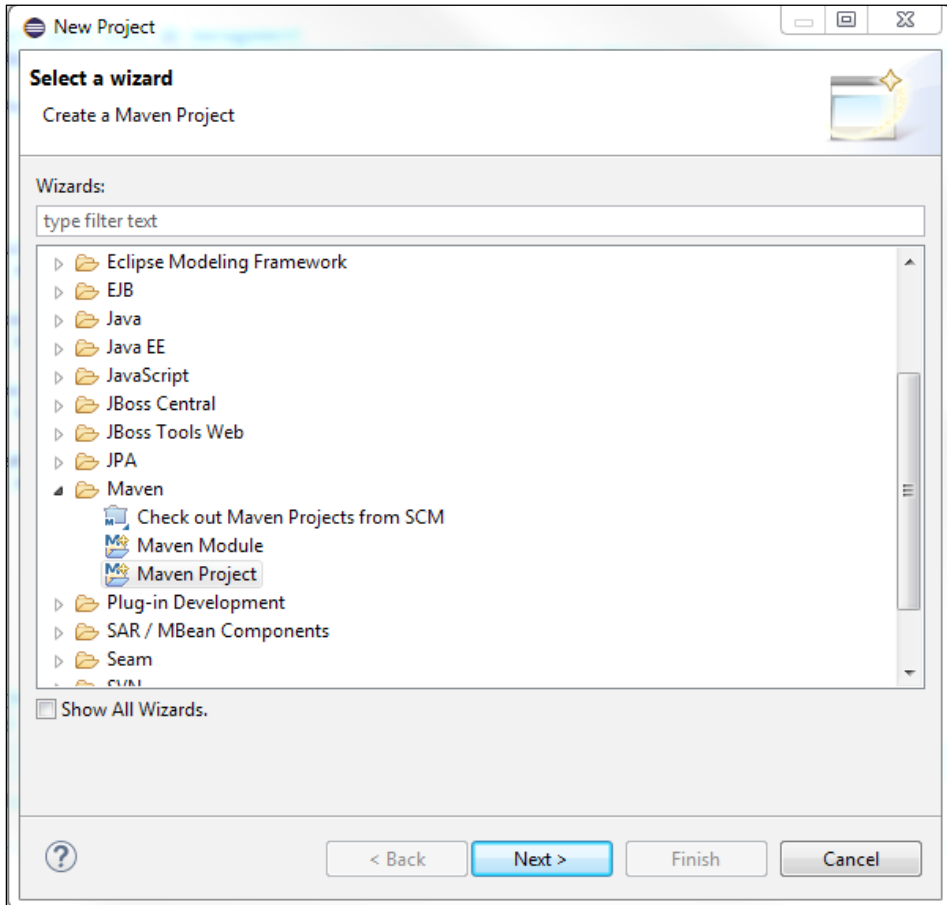 New Project
Select a wizard
Create a Maven Project
Wizards:
type filter text
Eclipse Modeling Framework
EJB
Java
Java EE
JavaScript
JBoss Central
JBoss Tools Web
JPA
Maven
Check out Maven Projects from SCM
Maven Module
Maven Project
Plug-in Development
SAR / MBean Components
Seam
SVN
Show All Wizards.
< Back Next > Finish Cancel